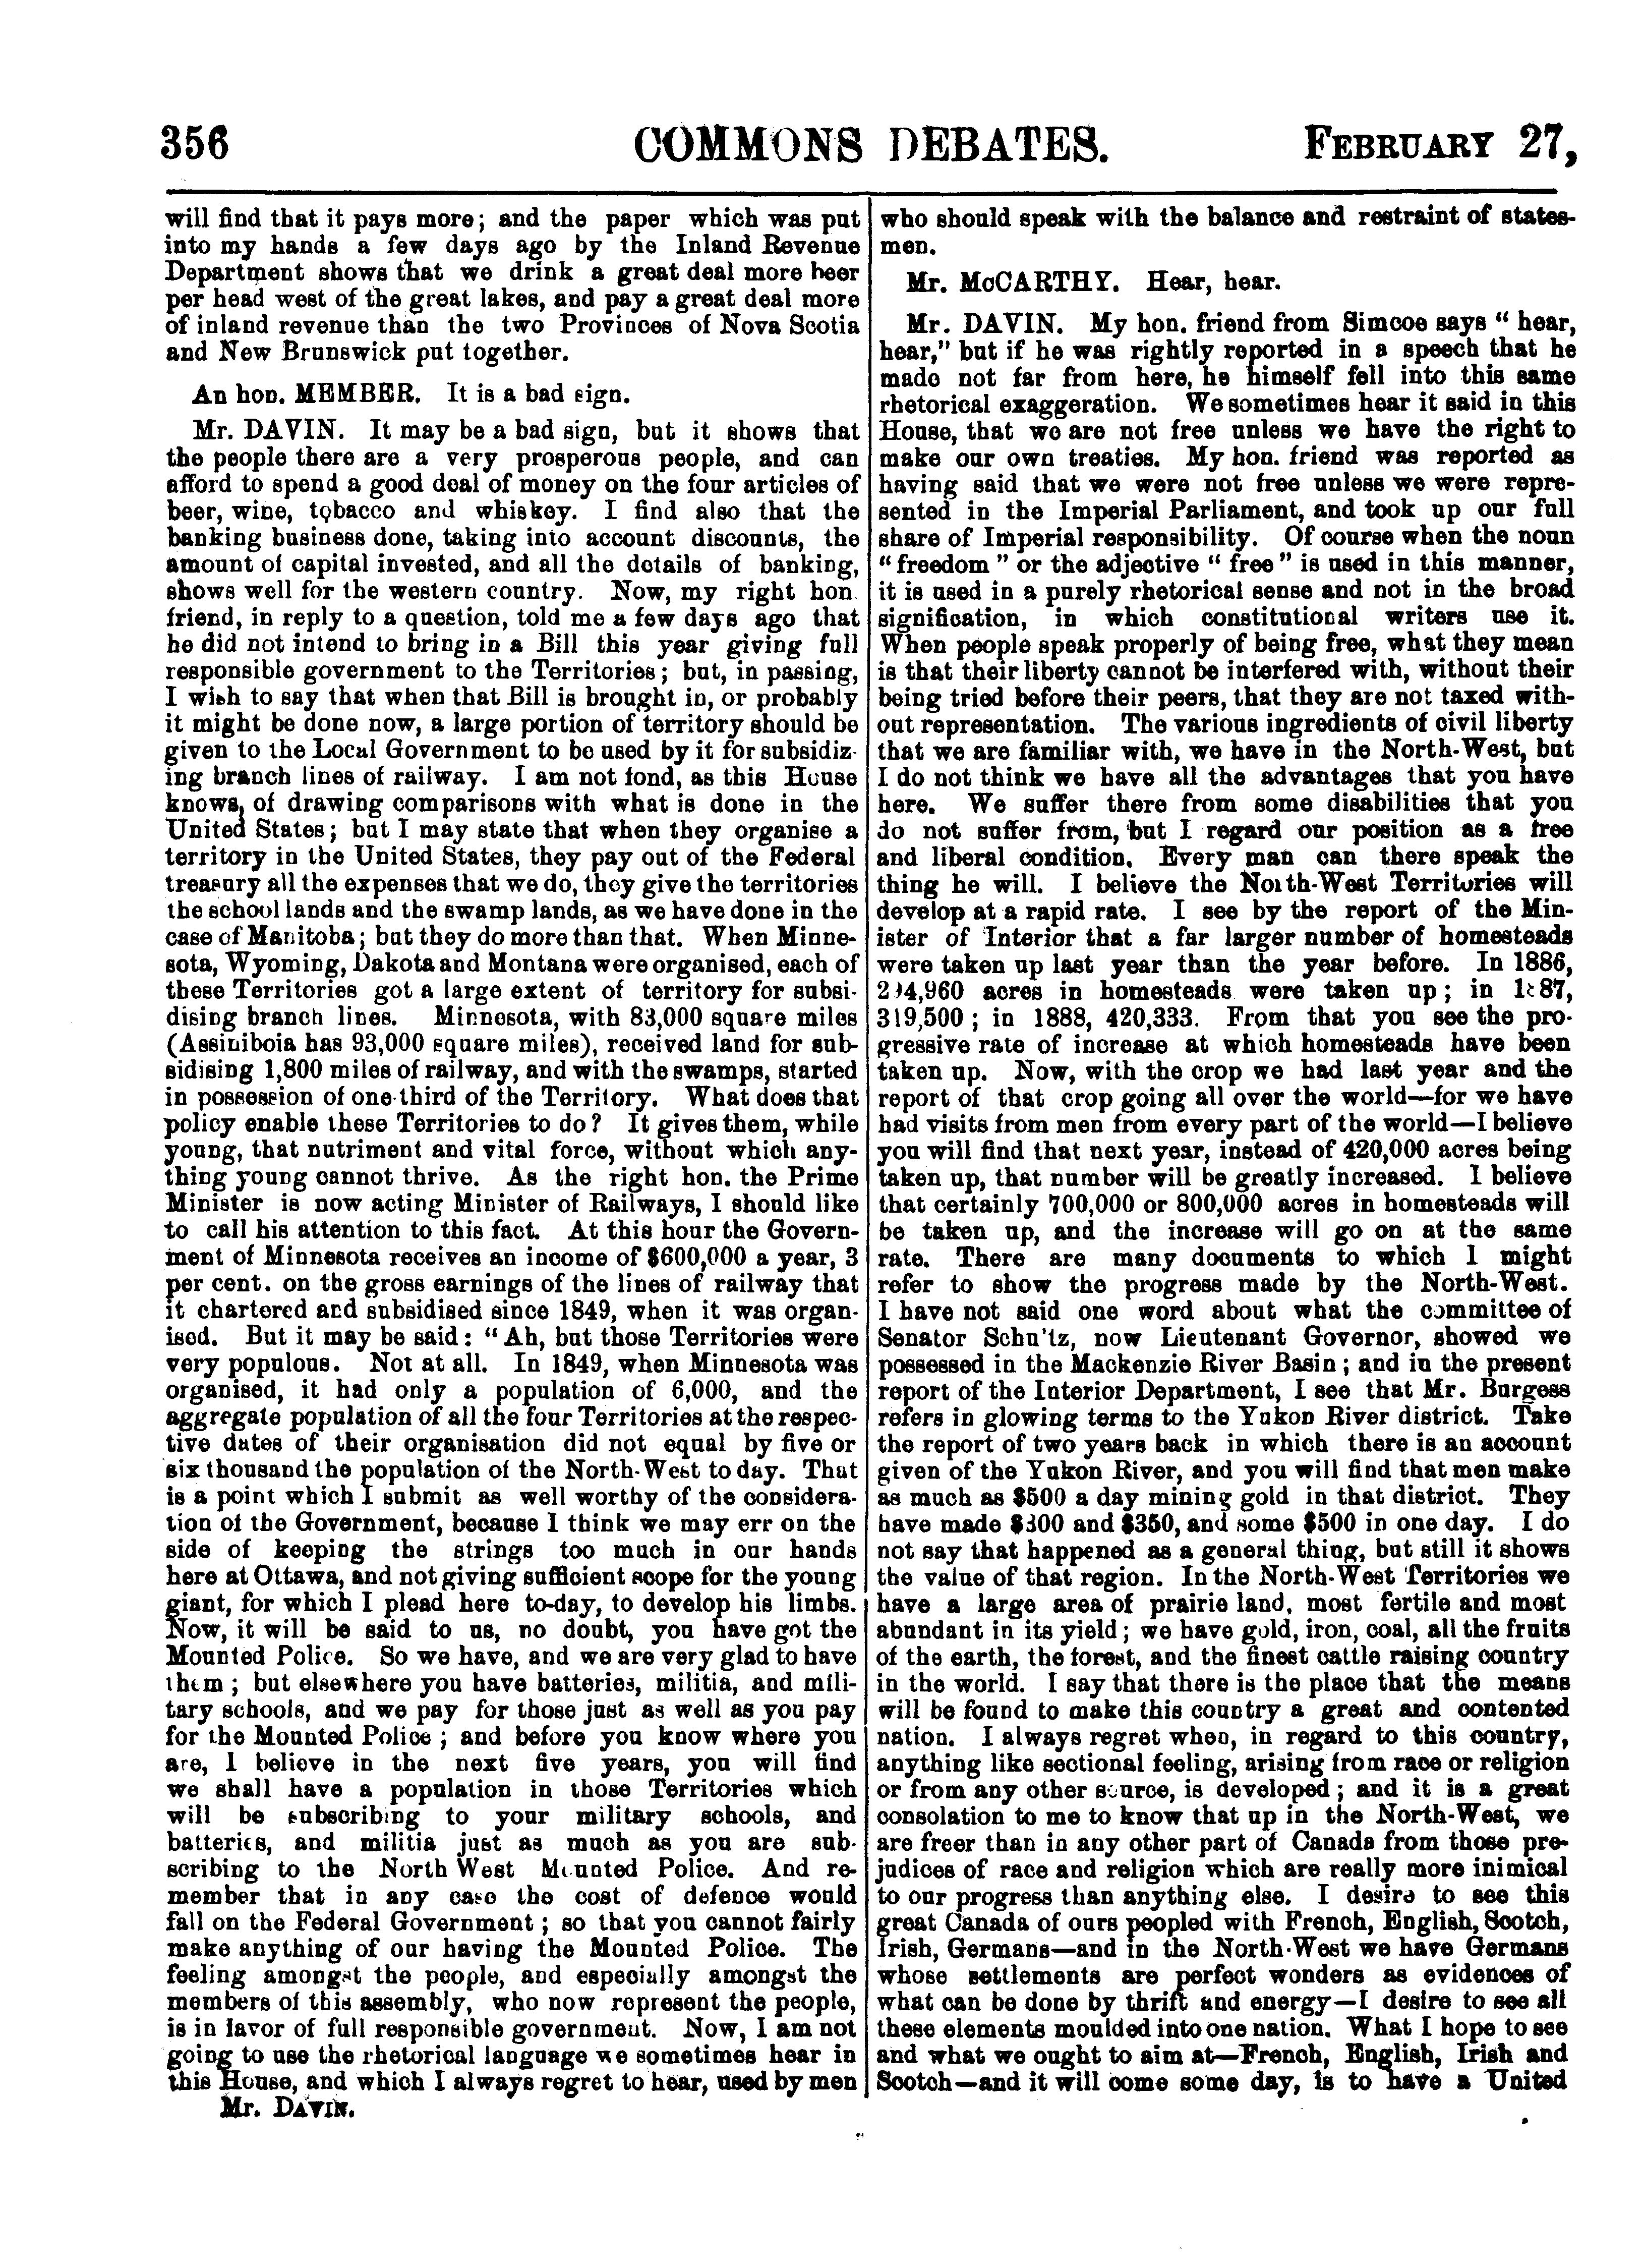 356 COMMONS DEBATES. FEBRUARY 27,
will find that it pays more; and the paper which was put
into my hands a few days ago by the Inland Revenue
Department shows that we drink a great deal more beer
per head west of the great lakes, and pay a great deal more
of inland revenue than the two Provinces of Nova Scotia
and New Brunswick put together.
An hon. MEMBER. It is a bad sign.
Mr. DAVIN. It may be a bad sign, but it shows that
the people there are a very prosperous people, and can
afford to spend a good deal of money on the four articles of
beer, wine, tobacco and whiskey. I find also that the
banking business done, taking into account discounts, the
amount of capital invested, and all the details of banking,
shows well for the western country. Now, my right hon.
friend, in reply to a question, told me a few days ago that
he did not intend to bring in a Bill this year giving full
responsible government to the Territories; but, in passing,
I wish to say that when that Bill is brought in, or probably
it might be done now, a large portion of territory should be
given to the Local Government to be used by it for subsidiz-
ing branch lines of railway. I am not fond, as this House
knows, of drawing comparisons with what is done in the
United States; but I may state that when they organise a
territory in the United States, they pay out of the Federal
treasury all the expenses that we do, they give the territories
the school lands and the swamp lands, as we have done in the
case of Manitoba; but they do more than that. When Minne-
sota, Wyoming, Dakota and Montana were organised, each of
these Territories got a large extent of territory for subsi-
dising branch lines. Minnesota, with 83,000 square miles
(Assiniboia has 93,000 square miles), received land for sub-
sidising 1,800 miles of railway, and with the swamps, started
in possession of one-third of the Territory. What does that
policy enable these Territories to do? It gives them, while
young, that nutriment and vital force, without which any-
thing young cannot thrive. As the right hon. the Prime
Minister is now acting Minister of Railways, I should like
to call his attention to this fact. At this hour the Govern-
ment of Minnesota receives an income of $600,000 a year, 3
per cent. on the gross earnings of the lines of railway that
it chartered and subsidised since 1849, when it was organ-
ised. But it may be said: "Ah, but those Territories were
very populous. Not at all. In 1849, when Minnesota was
organised, it had only a population of 6,000, and the
aggregate population of all the four Territories at the respec-
tive dates of their organisation did not equal by five or
six thousand the population of the North-West to day. That
is a point which I submit as well worthy of the considera-
tion of the Government, because I think we may err on the
side of keeping the strings too much in our hands
here at Ottawa, and not giving sufficient scope for the young
giant, for which I plead here to-day, to develop his limbs.
Now, it will be said to us, no doubt, you have got the
Mounted Police. So we have, and we are very glad to have
them; but elsewhere you have batteries, militia, and mili-
tary schools, and we pay for those just as well as you pay
for the Mounted Police; and before you know where you
are, I believe in the next five years, you will find
we shall have a population in those Territories which
will be subscribing to your military schools, and
batteries, and militia just as much as you are sub-
scribing to the North West Mounted Police. And re-
member that in any case the cost of defence would
fall on the Federal Government; so that you cannot fairly
make anything of our having the Mounted Police. The
feeling amongst the people, and especially amongst the
members of this assembly, who now represent the people,
is in favor of full responsible government. Now, I am not
going to use the rhetorical language we sometimes hear in
this House, and which I always regret to hear, used by men
Mr. DAVIN.
who should speak with the balance and restraint of states-
men.
Mr. McCARTHY. Hear, hear.
Mr. DAVIN. My hon. friend from Simcoe says "hear,
hear," but if he was rightly reported in a speech that he
made not far from here, he himself fell into this same
rhetorical exaggeration. We sometimes hear it said in this
House, that we are not free unless we have the right to
make our own treaties. My hon. friend was reported as
having said that we were not free unless we were repre-
sented in the Imperial Parliament, and took up our full
share of Imperial responsibility. Of course when the noun
"freedom" or the adjective "free" is used in this manner,
it is used in a purely rhetorical sense and not in the broad
signification, in which constitutional writers use it.
When people speak properly of being free, what they mean
is that their liberty cannot be interfered with, without their
being tried before their peers, that they are not taxed with-
out representation. The various ingredients of civil liberty
that we are familiar with, we have in the North-West, but
I do not think we have all the advantages that you have
here. We suffer there from some disabilities that you
do not suffer from, but I regard our position as a free
and liberal condition. Every man can there speak the
thing he will. I believe the North-West Territories will
develop at a rapid rate. I see by the report of the Min-
ister of Interior that a far larger number of homesteads
were taken up last year than the year before. In 1886,
294,960 acres in homesteads were taken up; in 1887,
319,500; in 1888, 420,333. From that you see the pro-
gressive rate of increase at which homesteads have been
taken up. Now, with the crop we had last year and the
report of that crop going all over the world—for we have
had visits from men from every part of the world—I believe
you will find that next year, instead of 420,000 acres being
taken up, that number will be greatly increased. I believe
that certainly 700,000 or 800,000 acres in homesteads will
be taken up, and the increase will go on at the same
rate. There are many documents to which I might
refer to show the progress made by the North-West.
I have not said one word about what the committee of
Senator Schultz, now Lieutenant Governor, showed we
possessed in the Mackenzie River Basin; and in the present
report of the Interior Department, I see that Mr. Burgess
refers in glowing terms to the Yukon River district. Take
the report of two years back in which there is an account
given of the Yukon River, and you will find that men make
as much as $500 a day mining gold in that district. They
have made $300 and $350, and some $500 in one day. I do
not say that happened as a general thing, but still it shows
the value of that region. In the North-West Territories we
have a large area of prairie land, most fertile and most
abundant in its yield; we have gold, iron, coal, all the fruits
of the earth, the forest, and the finest cattle raising country
in the world. I say that there is the place that the means
will be found to make this country a great and contented
nation. I always regret when, in regard to this country,
anything like sectional feeling, arising from race or religion
or from any other source, is developed; and it is a great
consolation to me to know that up in the North-West, we
are freer than in any other part of Canada from those pre-
judices of race and religion which are really more inimical
to our progress than anything else. I desire to see this
great Canada of ours peopled with French, English, Scotch,
Irish, Germans—and in the North-West we have Germans
whose settlements are perfect wonders as evidences of
what can be done by thrift and energy—I desire to see all
these elements moulded into one nation. What I hope to see
and what we ought to aim at—French, English, Irish and
Scotch—and it will come some day, is to have a United